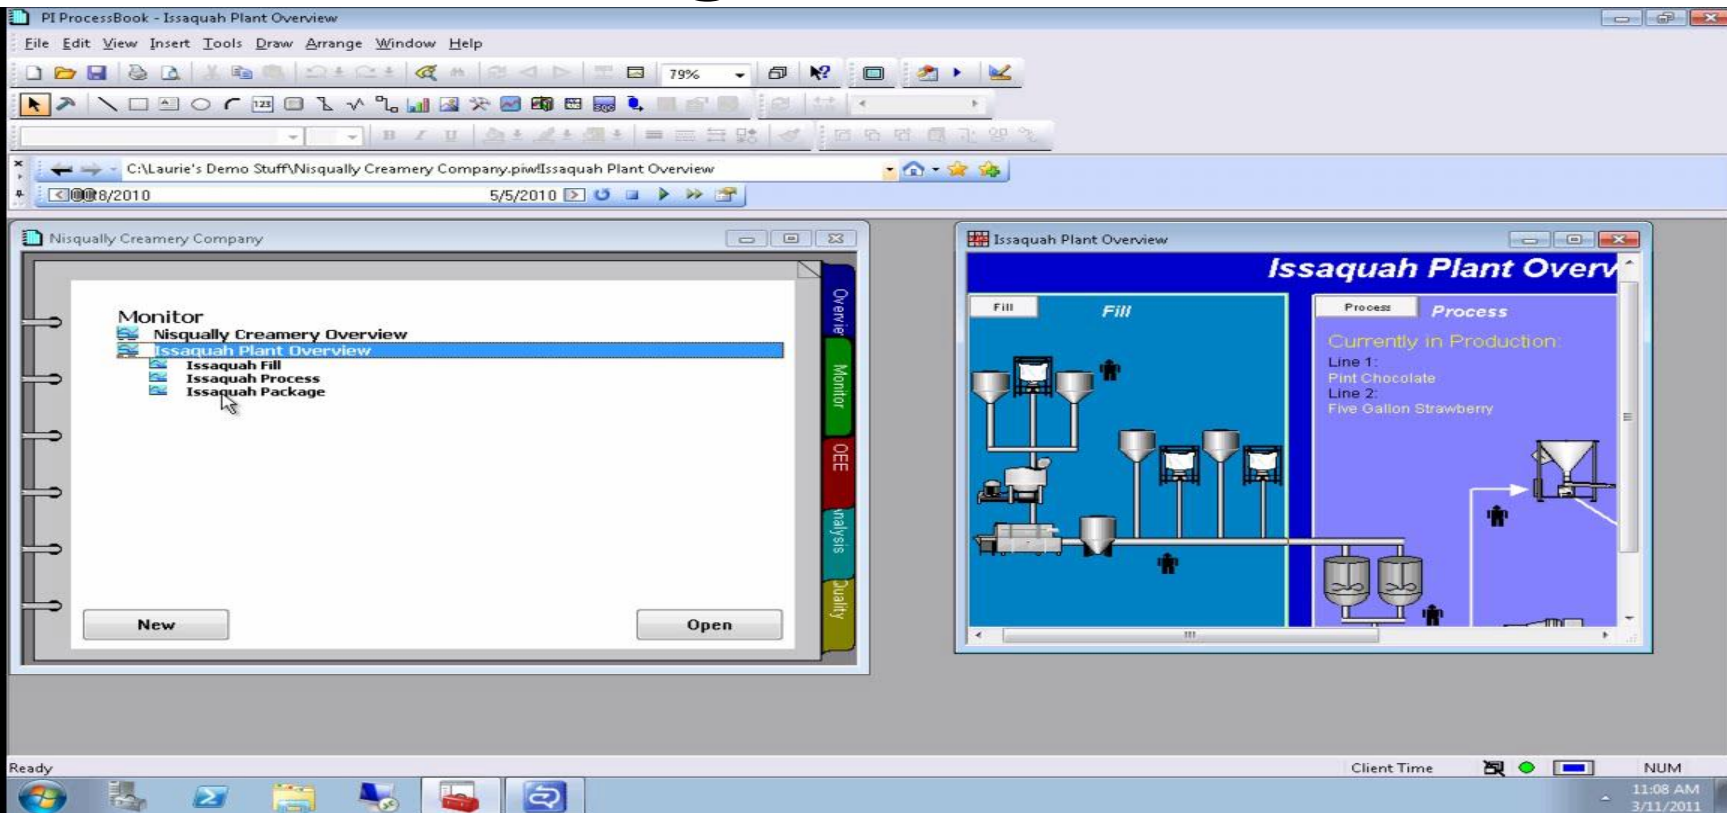 PI ProcessBook - Issaquah Plant Overview
File Edit View Insert Tools Draw Arrange Window Help
79%
123
B I U
C:\Laurie's Demo Stuff\Nisqually Creamery Company.piw!Issaquah Plant Overview
8/2010 5/5/2010
Nisqually Creamery Company
Monitor
Nisqually Creamery Overview
Issaquah Plant Overview
Issaquah Fill
Issaquah Process
Issaquah Package
New
Open
Overvie
Monitor
OEE
nalysis
Quality
Issaquah Plant Overview
Issaquah Plant Overv
Fill
Fill
Process
Process
Currently in Production:
Line 1:
Pint Chocolate
Line 2:
Five Gallon Strawberry
Ready
Client Time
NUM
11:08 AM
3/11/2011